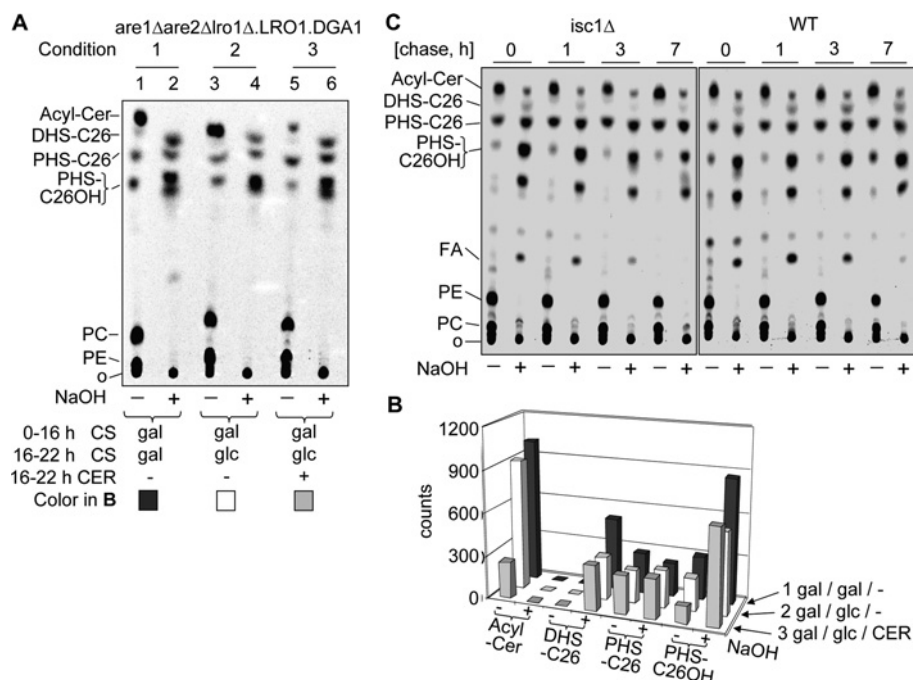 A
are1Δare2Δlro1Δ.LRO1.DGA1
Condition 1 2 3
1 2 3 4 5 6
Acyl-Cer
DHS-C26
PHS-C26
PHS-
C26OH
PC
PE
o
NaOH − + − + − +
0-16 h CS gal gal gal
16-22 h CS gal glc glc
16-22 h CER - - +
Color in B
C
isc1Δ WT
[chase, h] 0 1 3 7 0 1 3 7
Acyl-Cer
DHS-C26
PHS-C26
PHS-
C26OH
FA
PE
PC
o
NaOH − + − + − + − + − + − + − + − +
B
1200
900
600
300
0
counts
- + - + - + - +
Acyl
-Cer
DHS
-C26
PHS
-C26
PHS-
C26OH
NaOH
1 gal / gal / -
2 gal / glc / -
3 gal / glc / CER